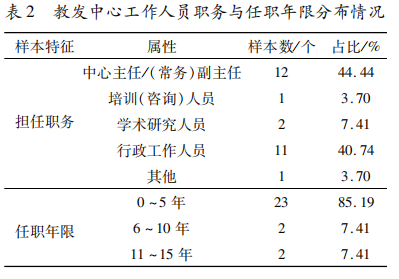 表 2 教发中心工作人员职务与任职年限分布情况
样本特征 属性 样本数/个 占比/%
中心主任/(常务)副主任 12 44.44
培训(咨询)人员 1 3.70
担任职务 学术研究人员 2 7.41
行政工作人员 11 40.74
其他 1 3.70
0 ~ 5 年 23 85.19
任职年限 6 ~ 10 年 2 7.41
11 ~ 15 年 2 7.41